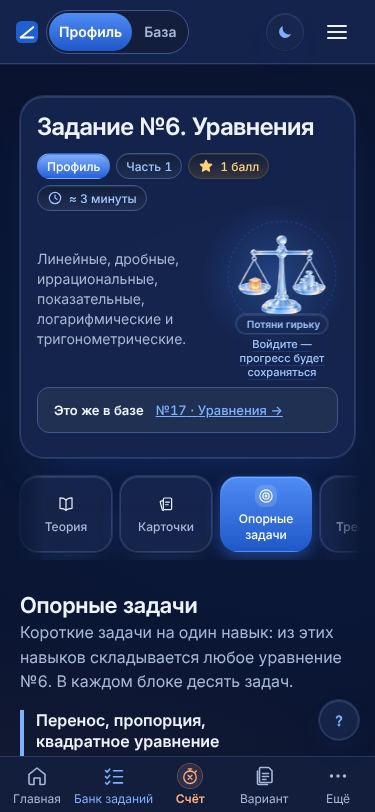 Профиль База
Задание №6. Уравнения
Профиль Часть 1 1 балл
≈ 3 минуты
Линейные, дробные,
иррациональные,
показательные,
логарифмические и
тригонометрические.
Потяни гирьку
Войдите —
прогресс будет
сохраняться
Это же в базе №17 · Уравнения →
Теория
Карточки
Опорные
задачи
Тре
Опорные задачи
Короткие задачи на один навык: из этих
навыков складывается любое уравнение
№6. В каждом блоке десять задач.
Перенос, пропорция,
квадратное уравнение
?
Главная Банк заданий Счёт Вариант Ещё